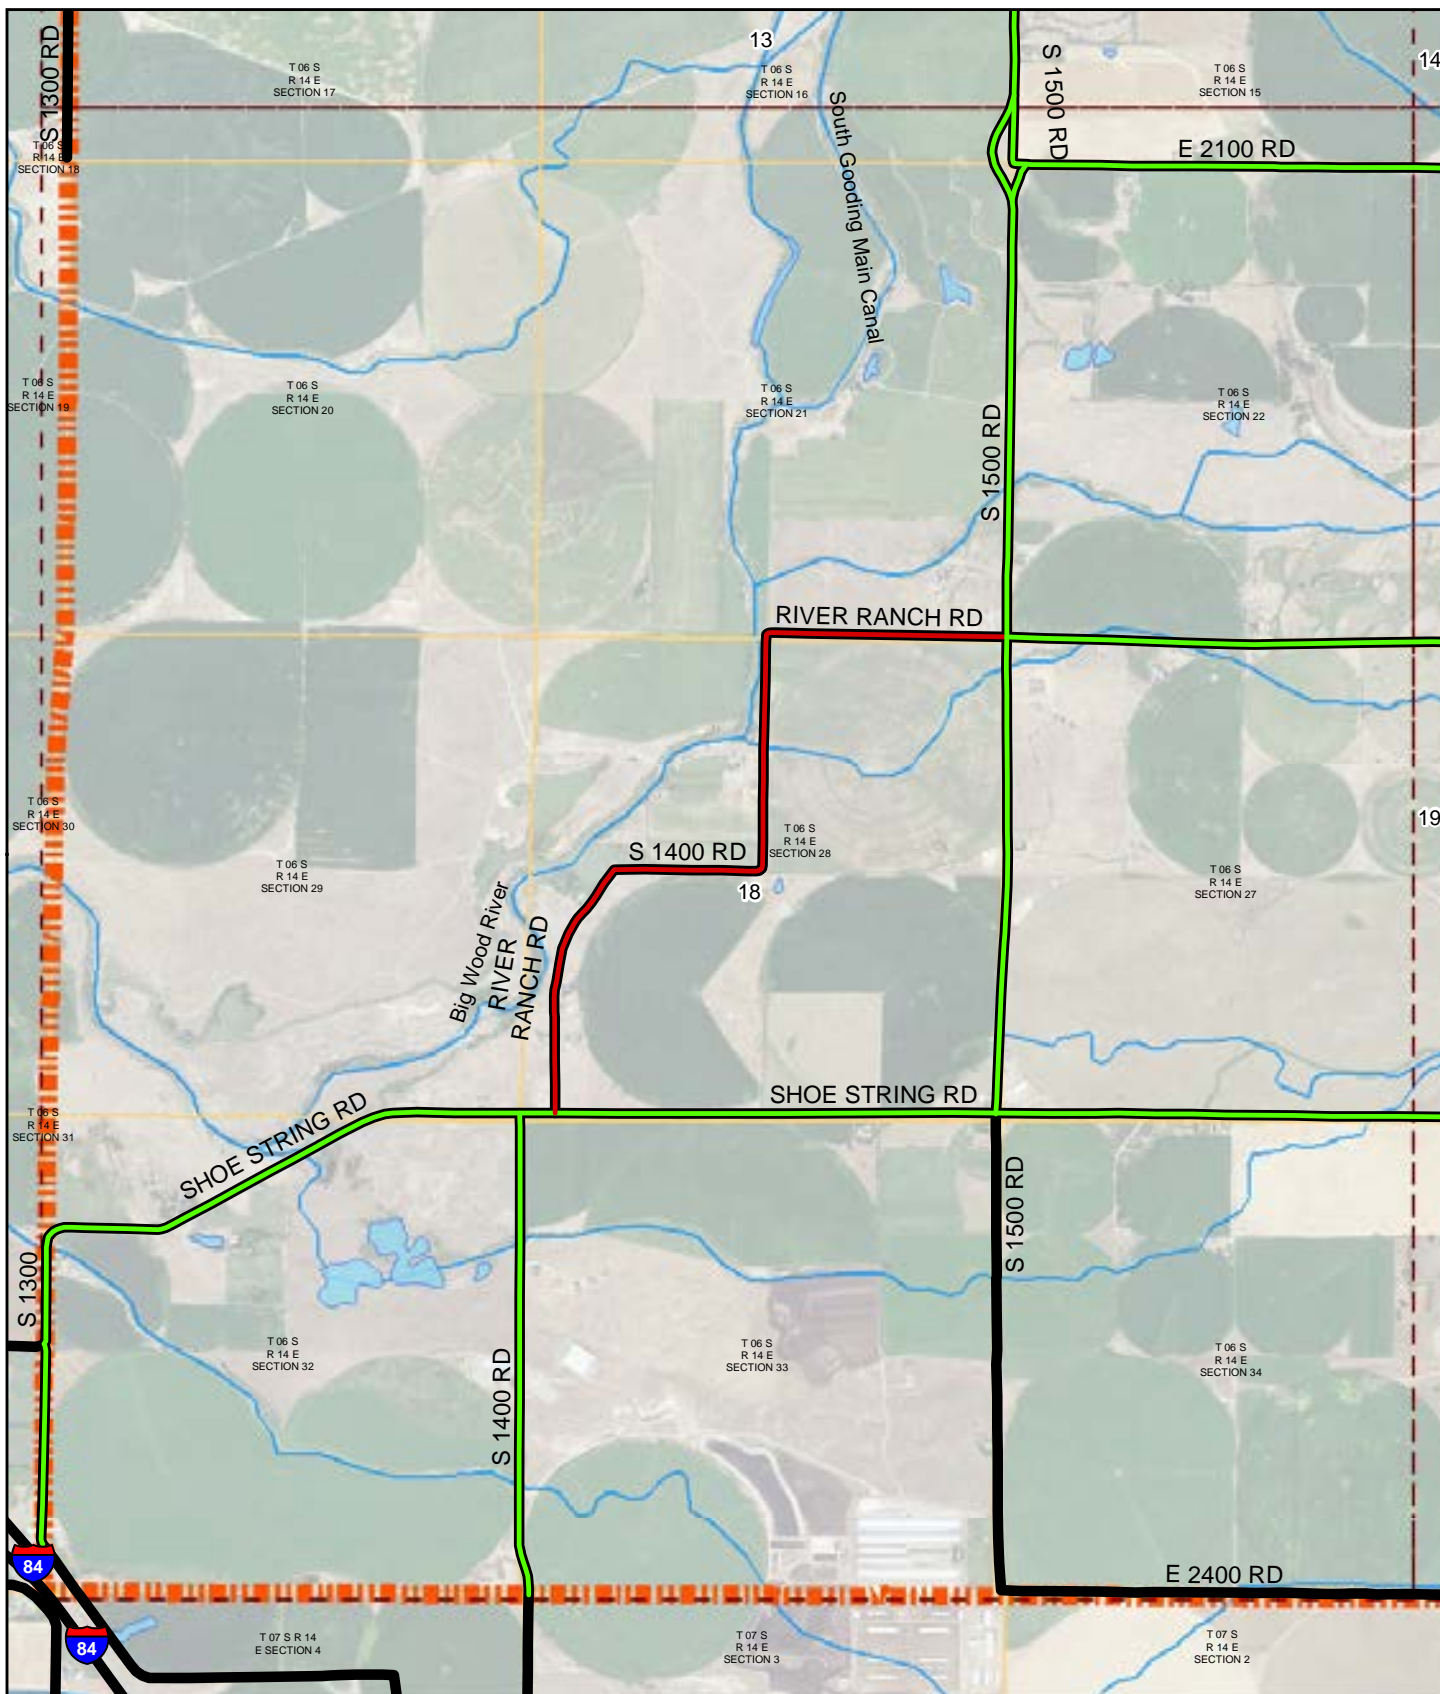 S 1300 RD
T 06 S
R 14 E
SECTION 17
13
T 06 S
R 14 E
SECTION 16
S 1500 RD
T 06 S
R 14 E
SECTION 15
14
T 06 S
R 14 E
SECTION 18
South Gooding Main Canal
E 2100 RD
T 06 S
R 14 E
SECTION 19
T 06 S
R 14 E
SECTION 20
T 06 S
R 14 E
SECTION 21
S 1500 RD
T 06 S
R 14 E
SECTION 22
RIVER RANCH RD
T 06 S
R 14 E
SECTION 30
T 06 S
R 14 E
SECTION 29
S 1400 RD
T 06 S
R 14 E
SECTION 28
18
19
T 06 S
R 14 E
SECTION 27
Big Wood River
RIVER
RANCH RD
T 06 S
R 14 E
SECTION 31
SHOE STRING RD
SHOE STRING RD
S 1300
S 1500 RD
T 06 S
R 14 E
SECTION 32
S 1400 RD
T 06 S
R 14 E
SECTION 33
T 06 S
R 14 E
SECTION 34
84
E 2400 RD
84
T 07 S R 14
E SECTION 4
T 07 S
R 14 E
SECTION 3
T 07 S
R 14 E
SECTION 2